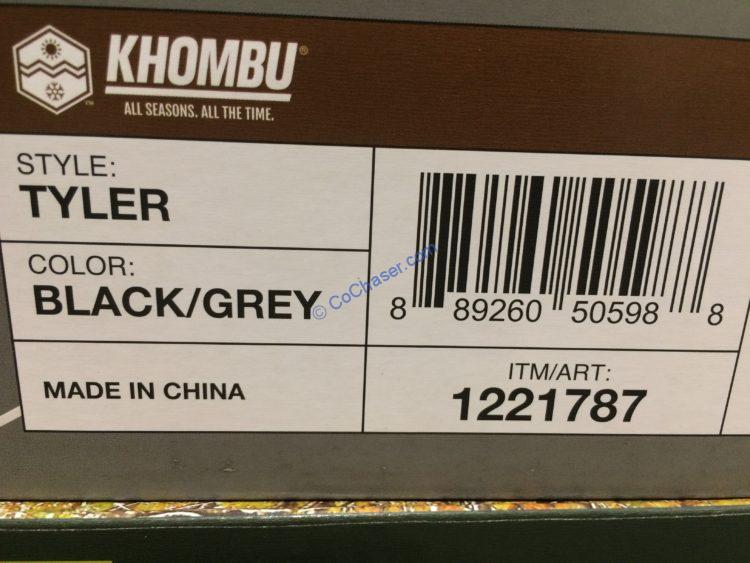 KHOMBU®
ALL SEASONS. ALL THE TIME.
™
STYLE:
TYLER
COLOR:
BLACK/GREY
MADE IN CHINA
8 89260 50598 8
ITM/ART:
1221787
© CoChaser.com